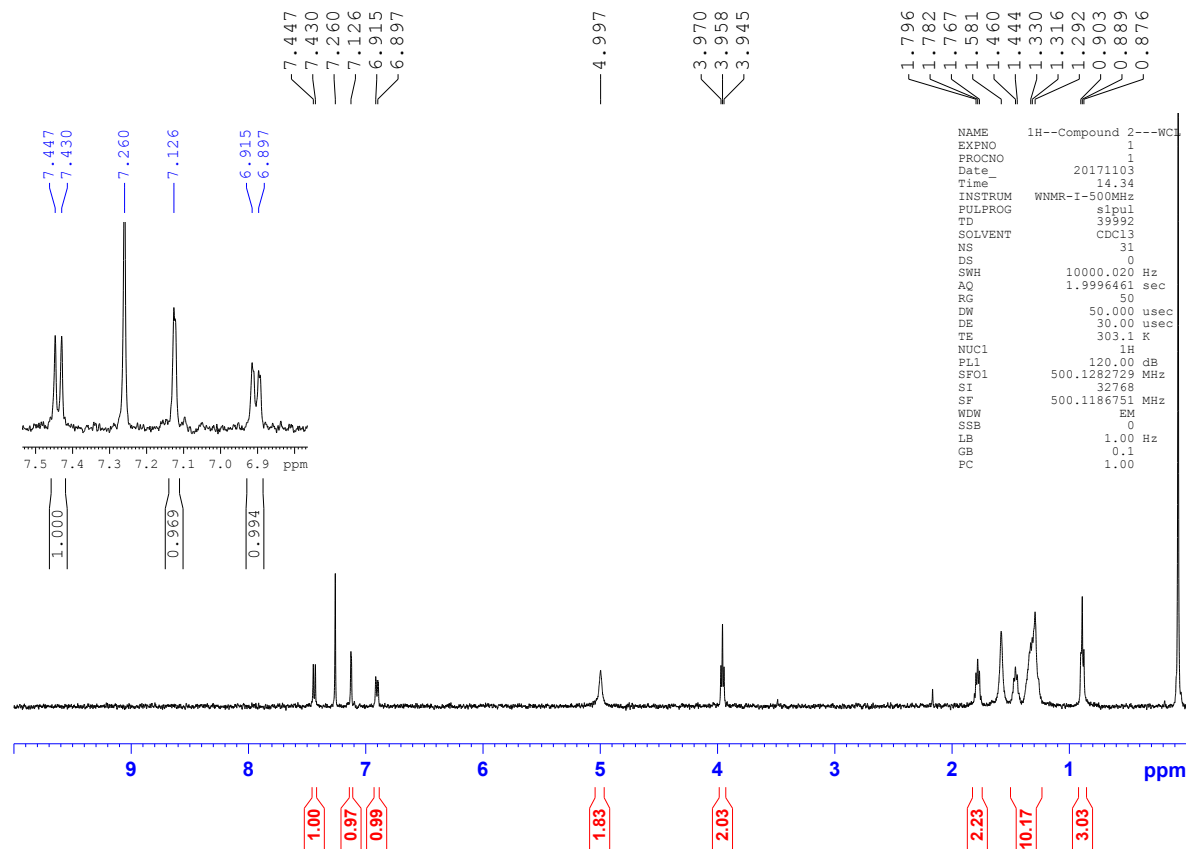 7.447
7.430
7.260
7.126
6.915
6.897
4.997
3.970
3.958
3.945
1.796
1.782
1.767
1.581
1.460
1.444
1.330
1.316
1.292
0.903
0.889
0.876
7.447
7.430
7.260
7.126
6.915
6.897
7.5 7.4 7.3 7.2 7.1 7.0 6.9 ppm
1.000
0.969
0.994
NAME 1H--Compound 2---WCL
EXPNO 1
PROCNO 1
Date_ 20171103
Time 14.34
INSTRUM WNMR-I-500MHz
PULPROG s1pul
TD 39992
SOLVENT CDCl3
NS 31
DS 0
SWH 10000.020 Hz
AQ 1.9996461 sec
RG 50
DW 50.000 usec
DE 30.00 usec
TE 303.1 K
NUC1 1H
PL1 120.00 dB
SFO1 500.1282729 MHz
SI 32768
SF 500.1186751 MHz
WDW EM
SSB 0
LB 1.00 Hz
GB 0.1
PC 1.00
9 8 7 6 5 4 3 2 1 ppm
1.00
0.97
0.99
1.83
2.03
2.23
10.17
3.03